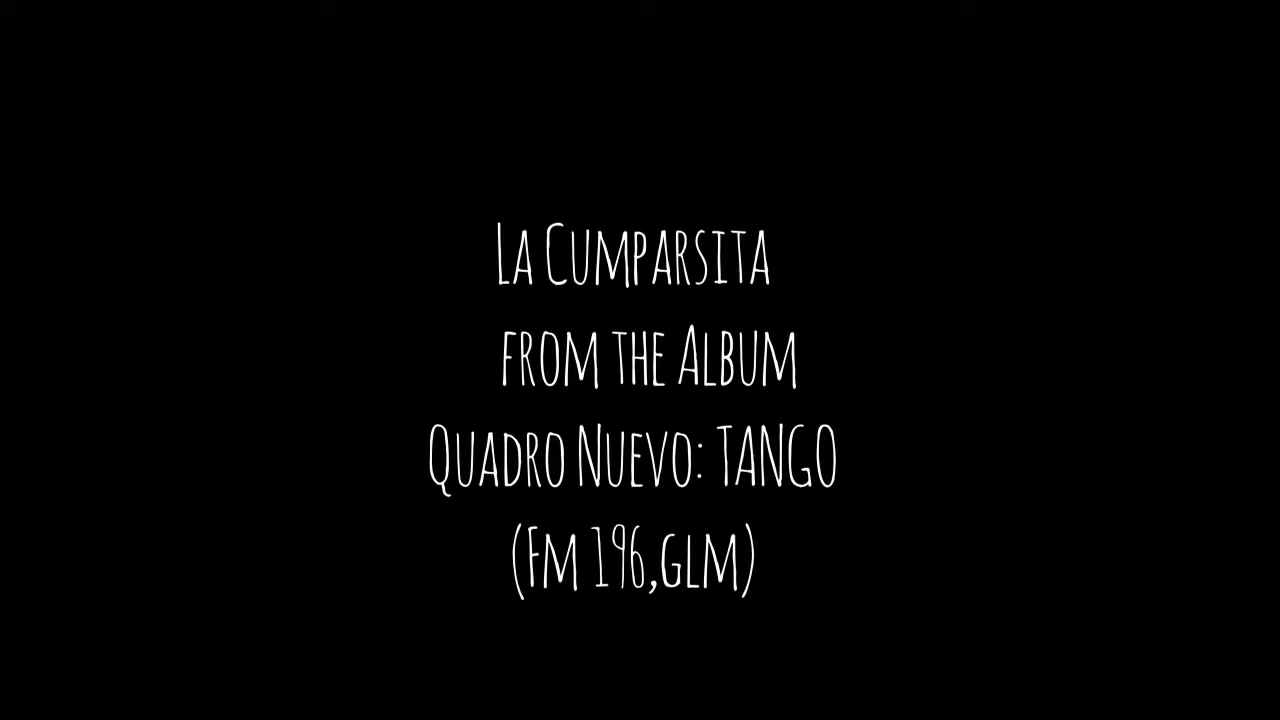 La Cumparsita
from the Album
Quadro Nuevo: TANGO
(Fm 196,glm)